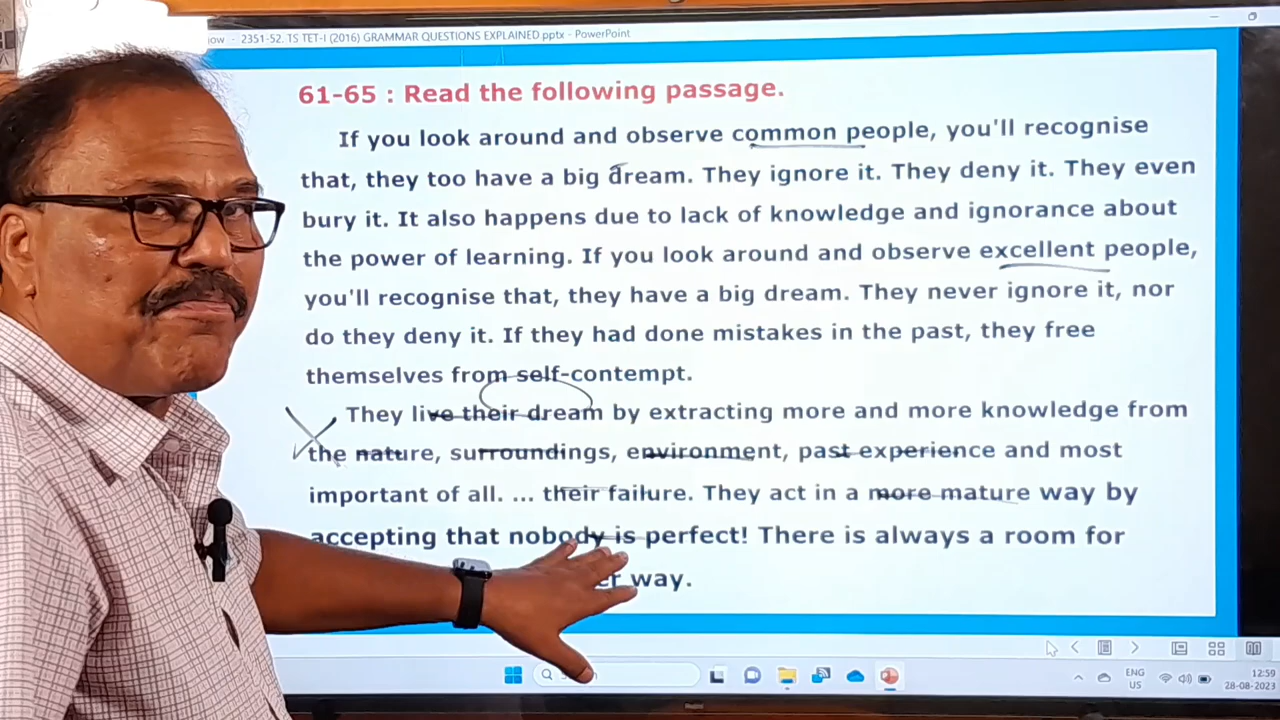 ow - 2351-52. TS TET-I (2016) GRAMMAR QUESTIONS EXPLAINED.pptx - PowerPoint
61-65 : Read the following passage.
If you look around and observe common people, you'll recognise
that, they too have a big dream. They ignore it. They deny it. They even
bury it. It also happens due to lack of knowledge and ignorance about
the power of learning. If you look around and observe excellent people,
you'll recognise that, they have a big dream. They never ignore it, nor
do they deny it. If they had done mistakes in the past, they free
themselves from self-contempt.
They live their dream by extracting more and more knowledge from
the nature, surroundings, environment, past experience and most
important of all. ... their failure. They act in a more mature way by
accepting that nobody is perfect! There is always a room for
er way.
ENG
US
12:59
28-08-2023